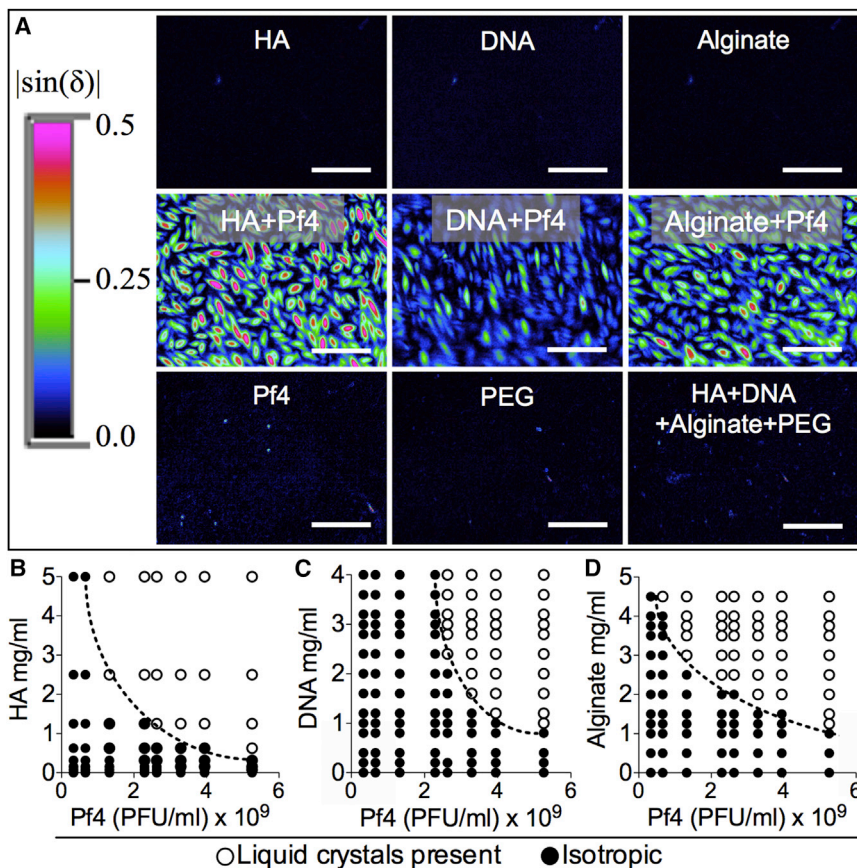 A
|sin(δ)|
0.5
0.25
0.0
HA
DNA
Alginate
HA+Pf4
DNA+Pf4
Alginate+Pf4
Pf4
PEG
HA+DNA
+Alginate+PEG
B
HA mg/ml
5
4
3
2
1
0
0
2
4
6
Pf4 (PFU/ml) x 10⁹
C
DNA mg/ml
4
3
2
1
0
0
2
4
6
Pf4 (PFU/ml) x 10⁹
D
Alginate mg/ml
5
4
3
2
1
0
0
2
4
6
Pf4 (PFU/ml) x 10⁹
○Liquid crystals present ●Isotropic